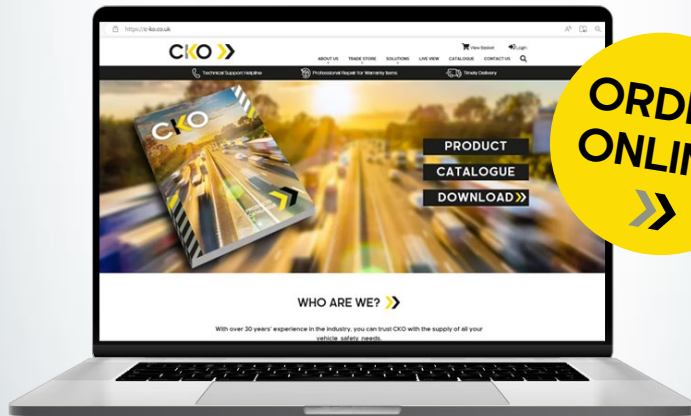 https://c-ko.co.uk
CKO
View Basket
Login
ABOUT US TRADE STORE SOLUTIONS LIVE VIEW CATALOGUE CONTACT US
Technical Support Helpline
Professional Repair for Warranty Items
Timely Delivery
CKO
PRODUCT
CATALOGUE
DOWNLOAD
WHO ARE WE?
With over 30 years' experience in the industry, you can trust CKO with the supply of all your
vehicle safety needs.
ORDE
ONLIN